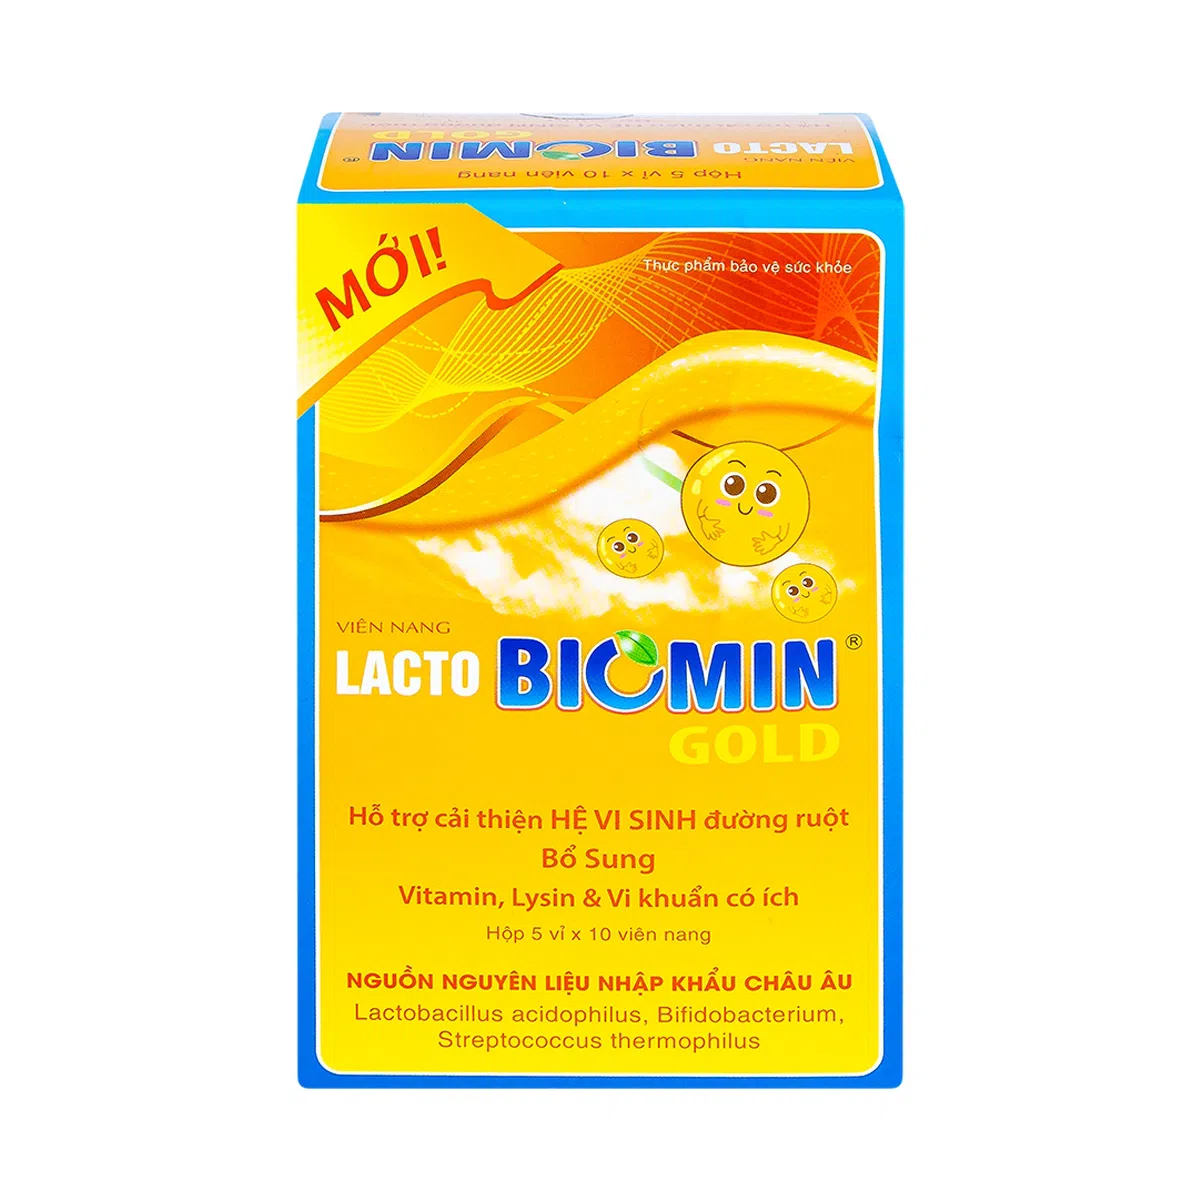 VIÊN NANG
LACTO BIOMIN ®
GOLD
Hộp 5 vỉ x 10 viên nang
MỚI!
Thực phẩm bảo vệ sức khỏe
VIÊN NANG
LACTO BIOMIN ®
GOLD
Hỗ trợ cải thiện HỆ VI SINH đường ruột
Bổ Sung
Vitamin, Lysin & Vi khuẩn có ích
Hộp 5 vỉ x 10 viên nang
NGUỒN NGUYÊN LIỆU NHẬP KHẨU CHÂU ÂU
Lactobacillus acidophilus, Bifidobacterium,
Streptococcus thermophilus